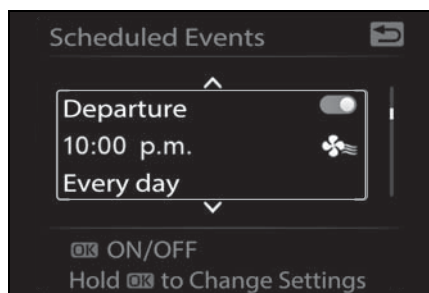 Scheduled Events
Departure
10:00 p.m.
Every day
OK ON/OFF
Hold OK to Change Settings